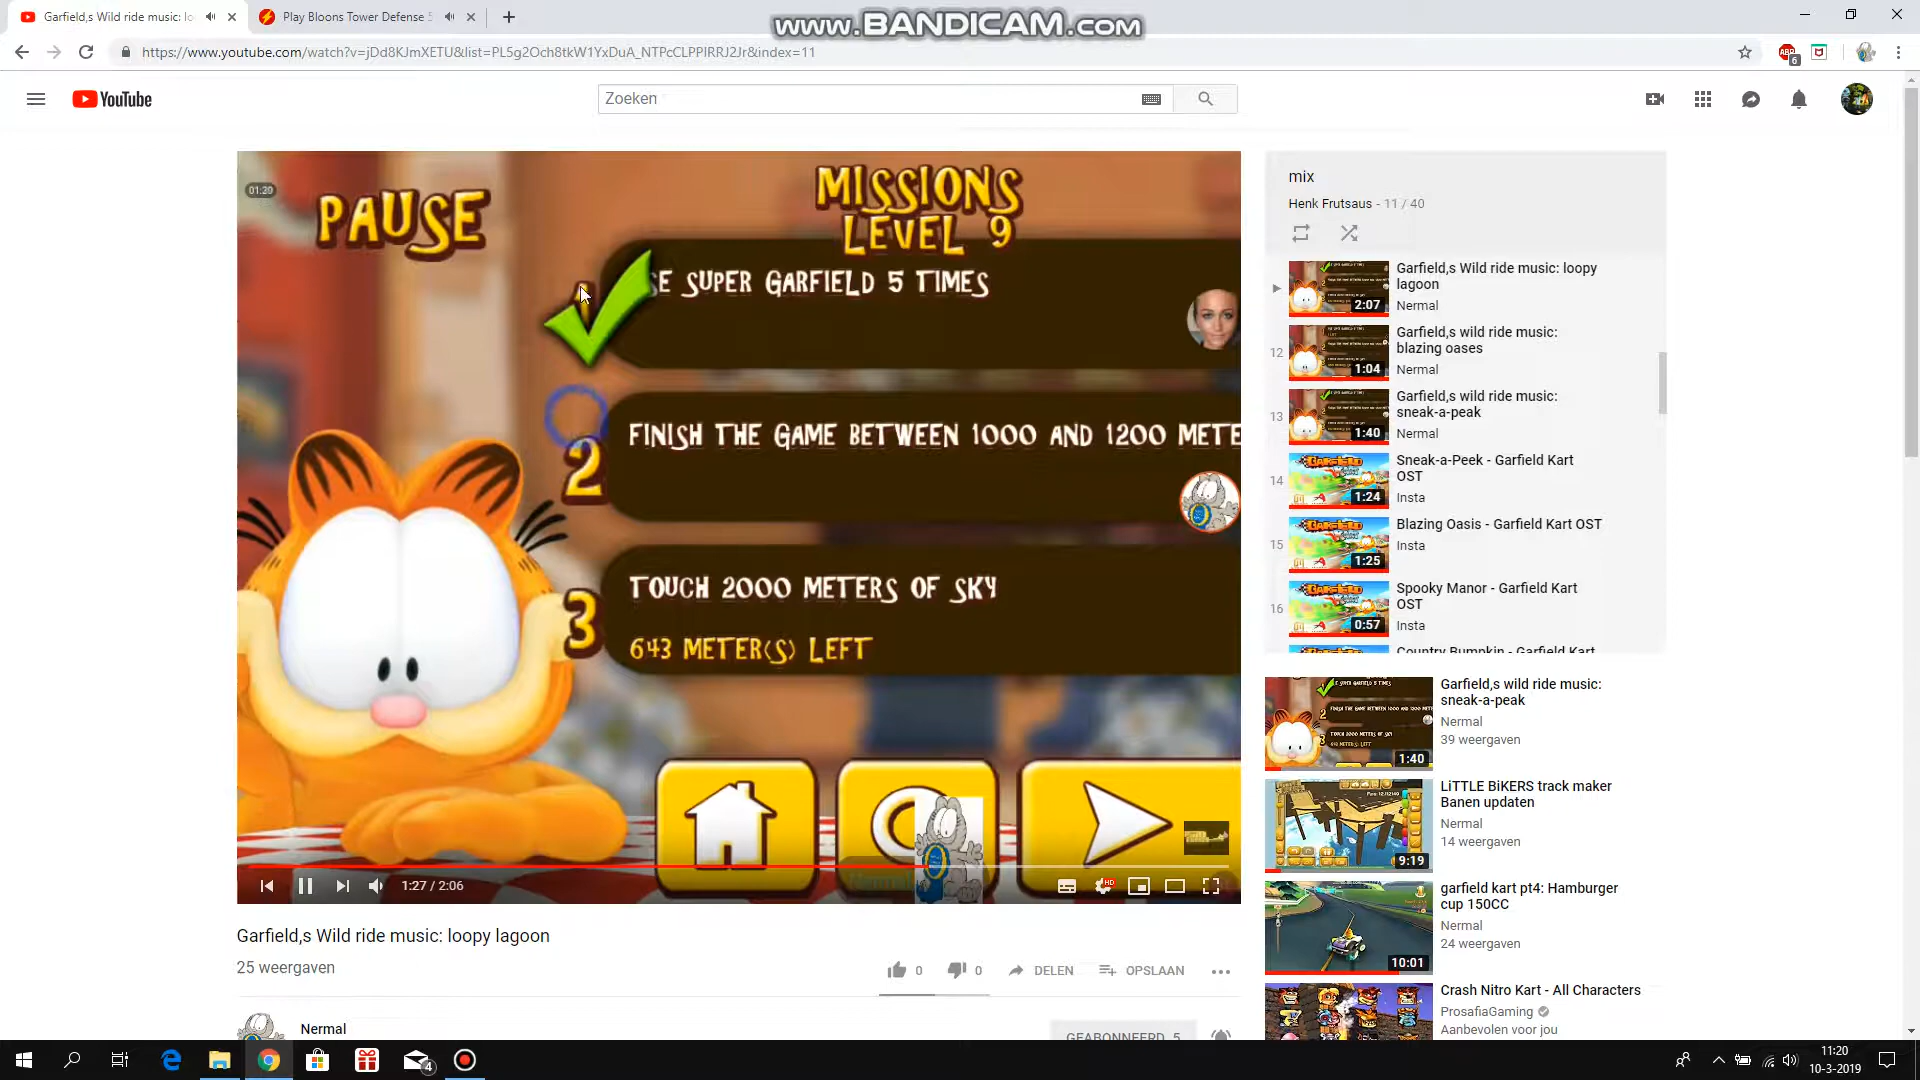 Garfield,s Wild ride music: lo
Play Bloons Tower Defense 5
www.BANDICAM.com
https://www.youtube.com/watch?v=jDd8KJmXETU&list=PL5g2Och8tkW1YxDuA_NTPcCLPPIRRJ2Jr&index=11
ABP
6
YouTube
Zoeken
01:20
PAUSE
MISSIONS
LEVEL 9
SE SUPER GARFIELD 5 TIMES
2
FINISH THE GAME BETWEEN 1000 AND 1200 METE
3
TOUCH 2000 METERS OF SKY
643 METER(S) LEFT
1:27 / 2:06
HD
Garfield,s Wild ride music: loopy lagoon
25 weergaven
0
0
DELEN
OPSLAAN
Nermal
GEABONNEERD 5
mix
Henk Frutsaus - 11 / 40
Garfield,s Wild ride music: loopy
lagoon
Nermal
2:07
12
Garfield,s wild ride music:
blazing oases
Nermal
1:04
13
Garfield,s wild ride music:
sneak-a-peak
Nermal
1:40
14
Sneak-a-Peek - Garfield Kart
OST
Insta
1:24
15
Blazing Oasis - Garfield Kart OST
Insta
1:25
16
Spooky Manor - Garfield Kart
OST
Insta
0:57
Country Bumpkin - Garfield Kart
Garfield,s wild ride music:
sneak-a-peak
Nermal
39 weergaven
1:40
LiTTLE BiKERS track maker
Banen updaten
Nermal
14 weergaven
9:19
garfield kart pt4: Hamburger
cup 150CC
Nermal
24 weergaven
10:01
Crash Nitro Kart - All Characters
ProsafiaGaming
Aanbevolen voor jou
4
11:20
10-3-2019